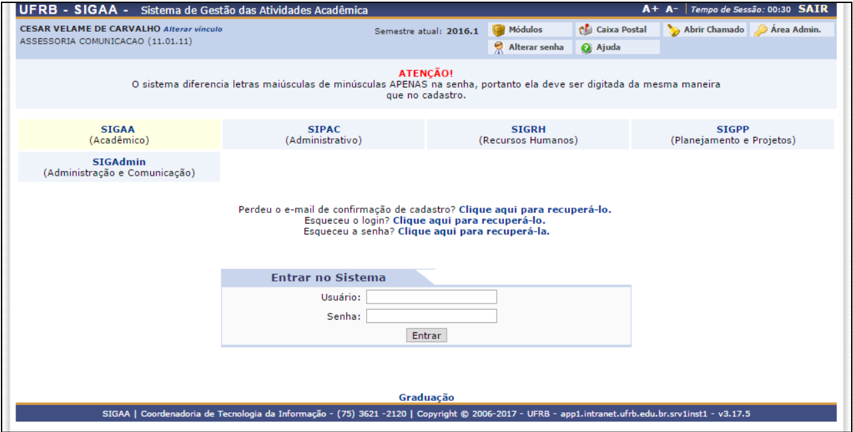 UFRB - SIGAA - Sistema de Gestão das Atividades Acadêmica A+ A- | Tempo de Sessão: 00:30 SAIR
CESAR VELAME DE CARVALHO Alterar vínculo
ASSESSORIA COMUNICACAO (11.01.11)
Semestre atual: 2016.1
Módulos Caixa Postal Abrir Chamado Área Admin.
Alterar senha Ajuda
ATENÇÃO!
O sistema diferencia letras maiúsculas de minúsculas APENAS na senha, portanto ela deve ser digitada da mesma maneira
que no cadastro.
SIGAA SIPAC SIGRH SIGPP
(Acadêmico) (Administrativo) (Recursos Humanos) (Planejamento e Projetos)
SIGAdmin
(Administração e Comunicação)
Perdeu o e-mail de confirmação de cadastro? Clique aqui para recuperá-lo.
Esqueceu o login? Clique aqui para recuperá-lo.
Esqueceu a senha? Clique aqui para recuperá-la.
Entrar no Sistema
Usuário:
Senha:
Entrar
Graduação
SIGAA | Coordenadoria de Tecnologia da Informação - (75) 3621 -2120 | Copyright © 2006-2017 - UFRB - app1.intranet.ufrb.edu.br.srv1inst1 - v3.17.5